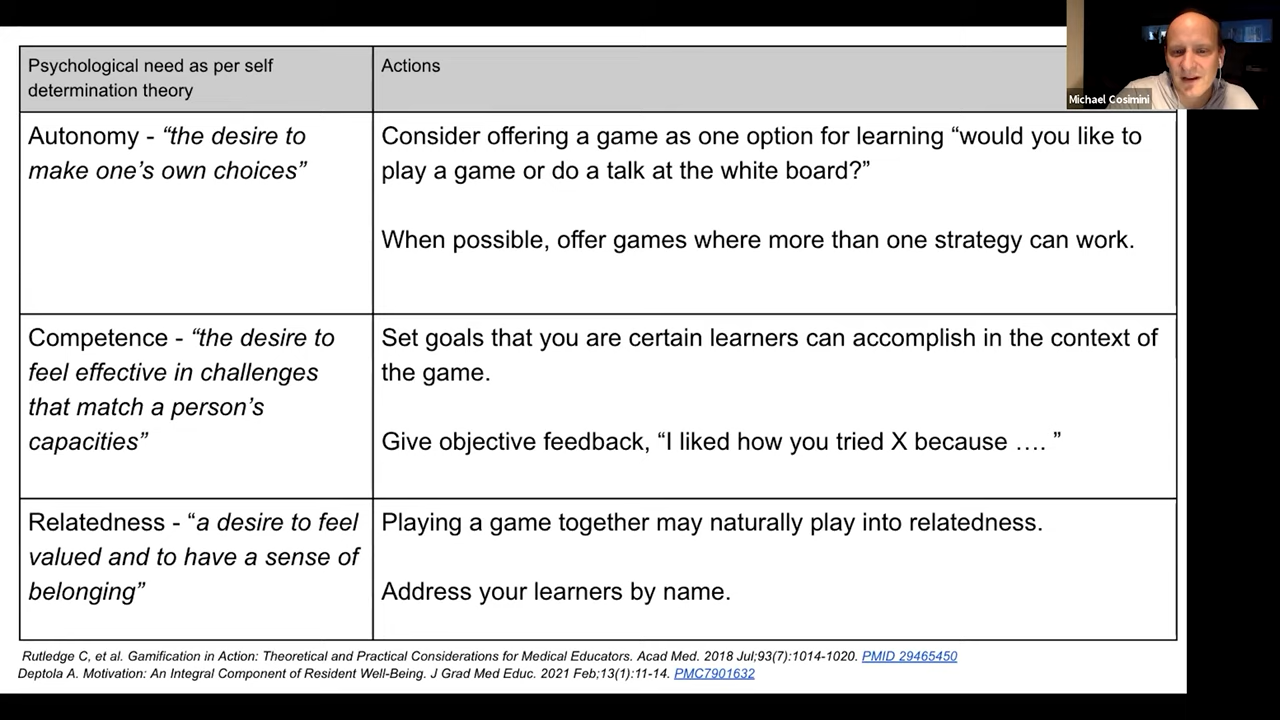 Psychological need as per self
determination theory
Actions
Michael Cosimini
Autonomy - “the desire to
make one’s own choices”
Consider offering a game as one option for learning “would you like to
play a game or do a talk at the white board?”
When possible, offer games where more than one strategy can work.
Competence - “the desire to
feel effective in challenges
that match a person’s
capacities”
Set goals that you are certain learners can accomplish in the context of
the game.
Give objective feedback, “I liked how you tried X because …. ”
Relatedness - “a desire to feel
valued and to have a sense of
belonging”
Playing a game together may naturally play into relatedness.
Address your learners by name.
Rutledge C, et al. Gamification in Action: Theoretical and Practical Considerations for Medical Educators. Acad Med. 2018 Jul;93(7):1014-1020. PMID 29465450
Deptola A. Motivation: An Integral Component of Resident Well-Being. J Grad Med Educ. 2021 Feb;13(1):11-14. PMC7901632